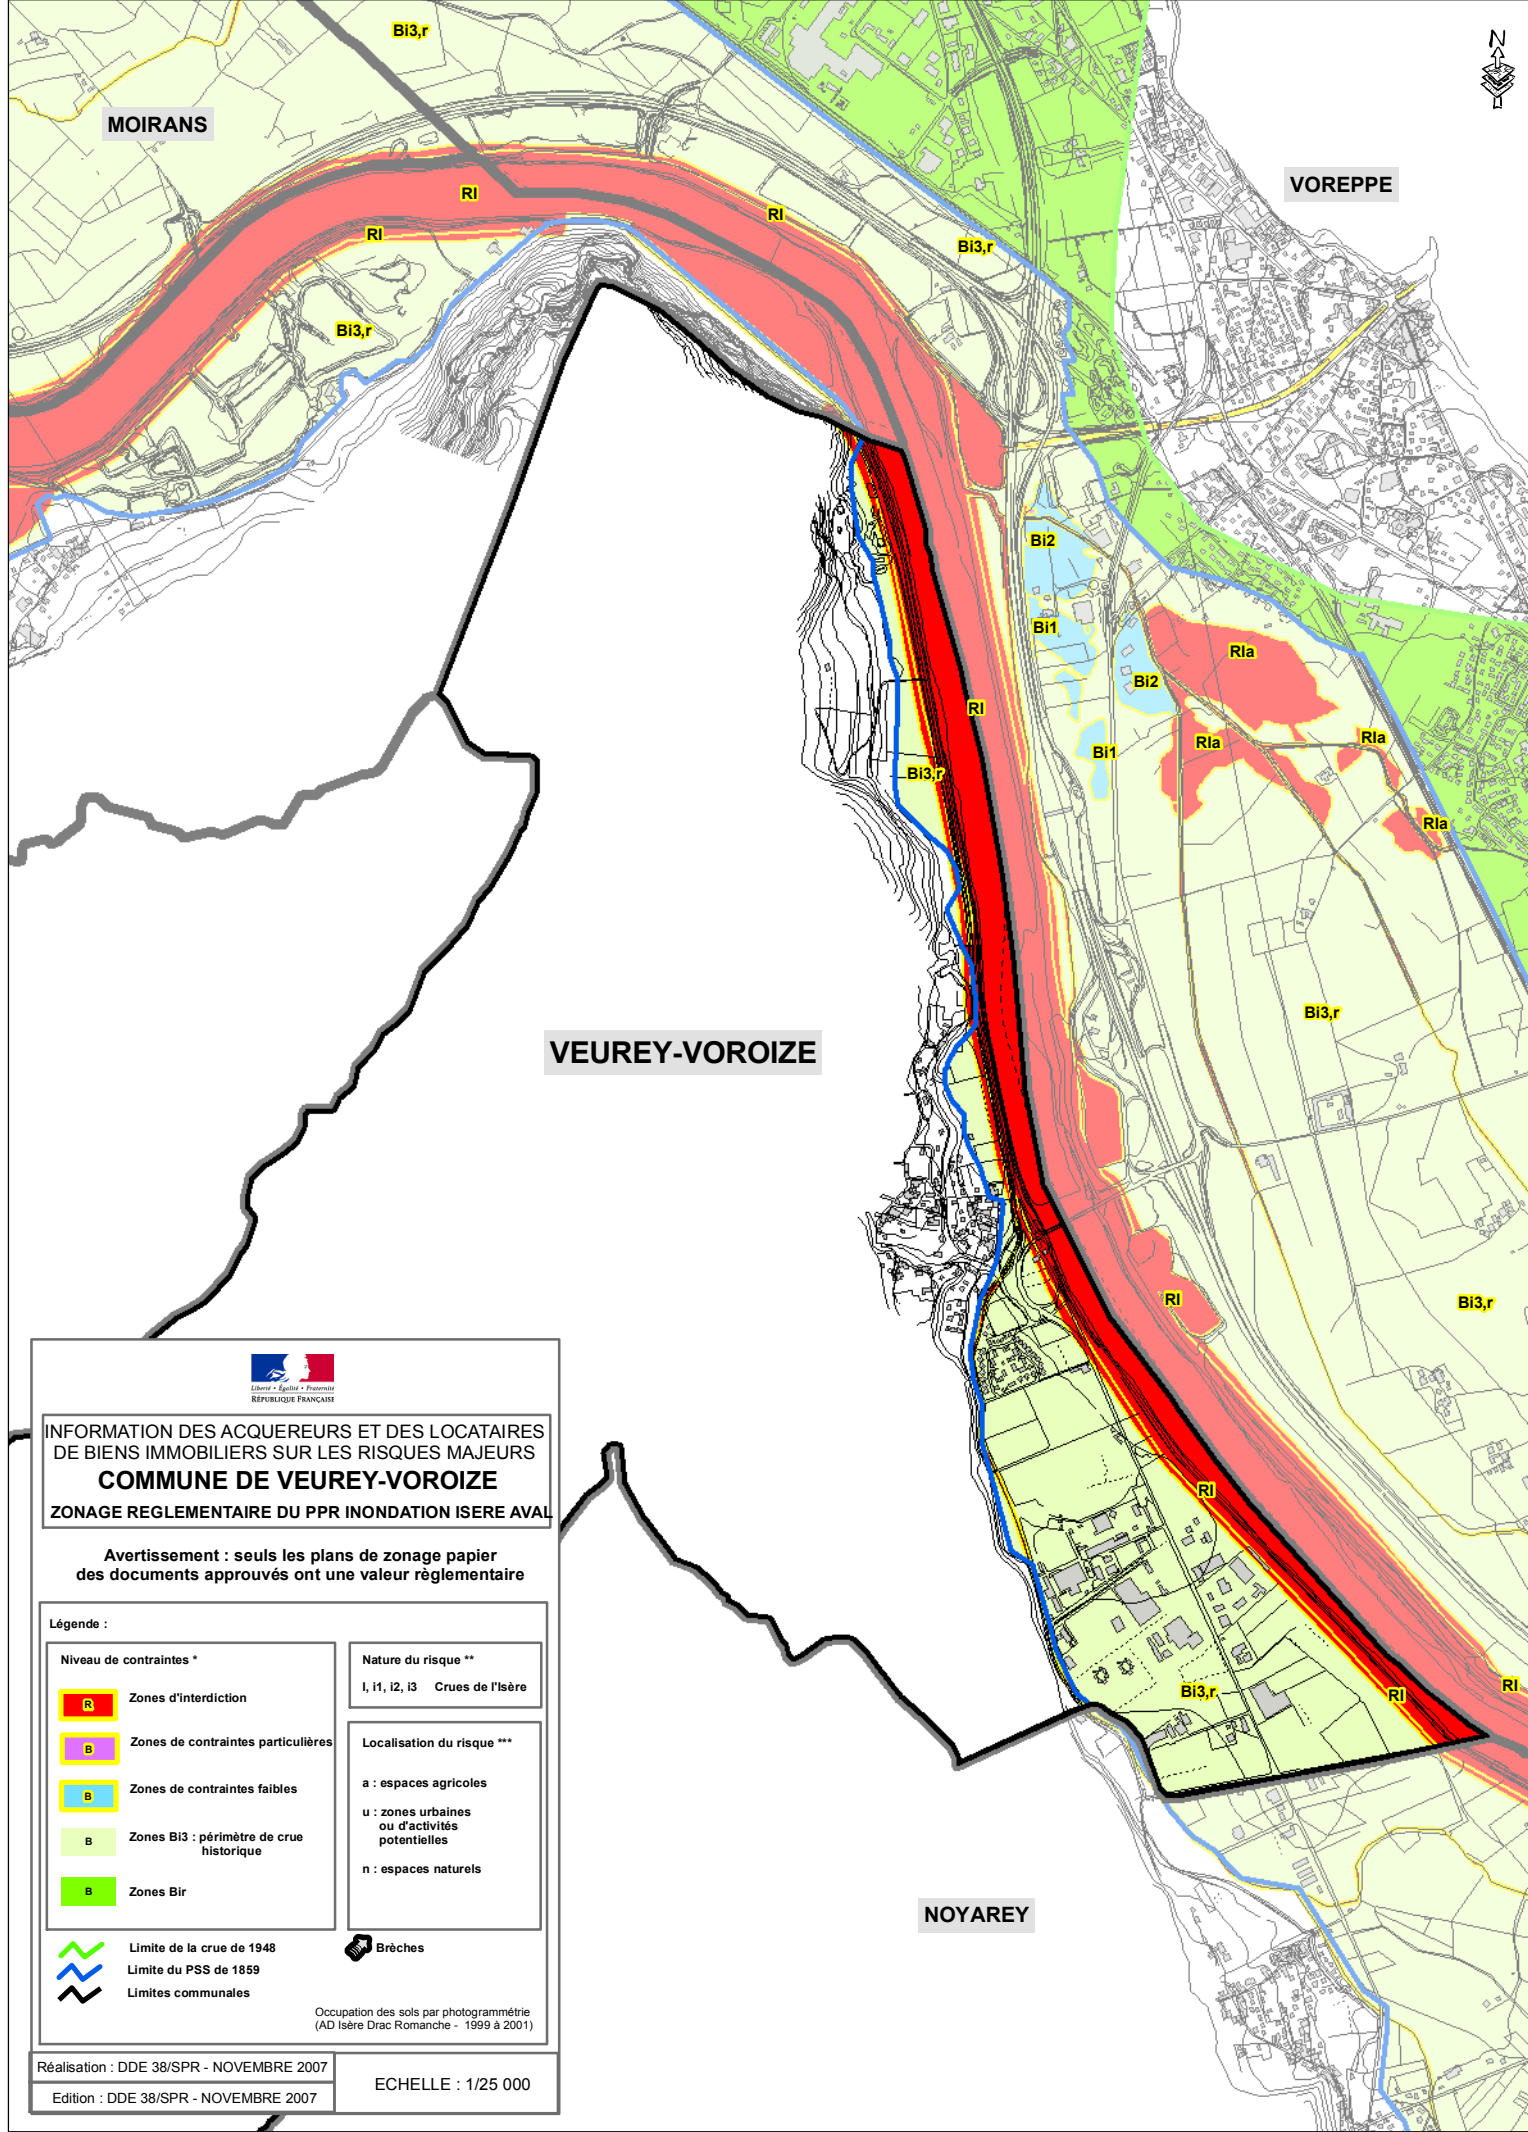 Bi3,r
N
MOIRANS
VOREPPE
RI
RI
RI
Bi3,r
Bi3,r
Bi2
Bi1
RIa
Bi2
RI
RIa
RIa
Bi1
Bi3,r
RIa
Bi3,r
VEUREY-VOROIZE
RI
Bi3,r
RI
Bi3,r
RI
RI
NOYAREY
Liberté • Égalité • Fraternité
RÉPUBLIQUE FRANÇAISE
INFORMATION DES ACQUEREURS ET DES LOCATAIRES
DE BIENS IMMOBILIERS SUR LES RISQUES MAJEURS
COMMUNE DE VEUREY-VOROIZE
ZONAGE REGLEMENTAIRE DU PPR INONDATION ISERE AVAL
Avertissement : seuls les plans de zonage papier
des documents approuvés ont une valeur règlementaire
Légende :
Niveau de contraintes *
R Zones d'interdiction
B Zones de contraintes particulières
B Zones de contraintes faibles
B Zones Bi3 : périmètre de crue
historique
B Zones Bir
Nature du risque **
I, i1, i2, i3 Crues de l'Isère
Localisation du risque ***
a : espaces agricoles
u : zones urbaines
ou d'activités
potentielles
n : espaces naturels
Limite de la crue de 1948
Limite du PSS de 1859
Limites communales
Brèches
Occupation des sols par photogrammétrie
(AD Isère Drac Romanche - 1999 à 2001)
Réalisation : DDE 38/SPR - NOVEMBRE 2007
Edition : DDE 38/SPR - NOVEMBRE 2007
ECHELLE : 1/25 000